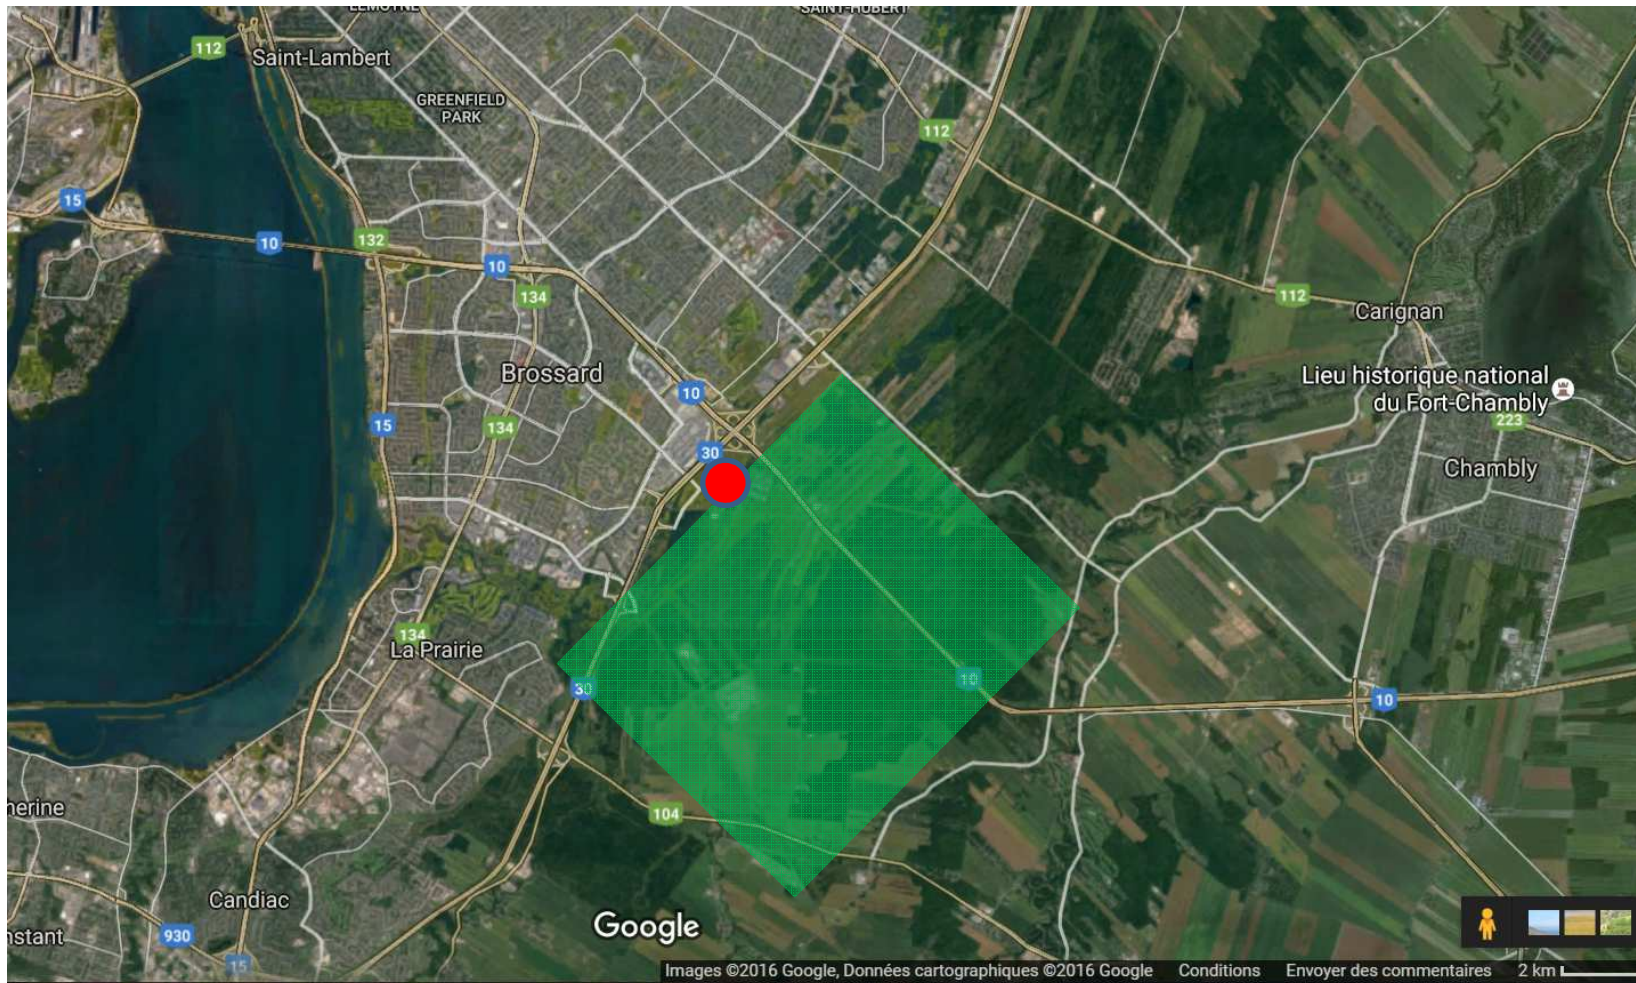 LEMOYNE
SAINT-HUBERT
112
Saint-Lambert
GREENFIELD
PARK
112
15
10
132
10
134
112
Carignan
Brossard
Lieu historique national
du Fort-Chambly
10
15
134
223
30
Chambly
134
La Prairie
30
10
10
herine
104
Candiac
Google
930
nstant
15
Images ©2016 Google, Données cartographiques ©2016 Google Conditions Envoyer des commentaires 2 km